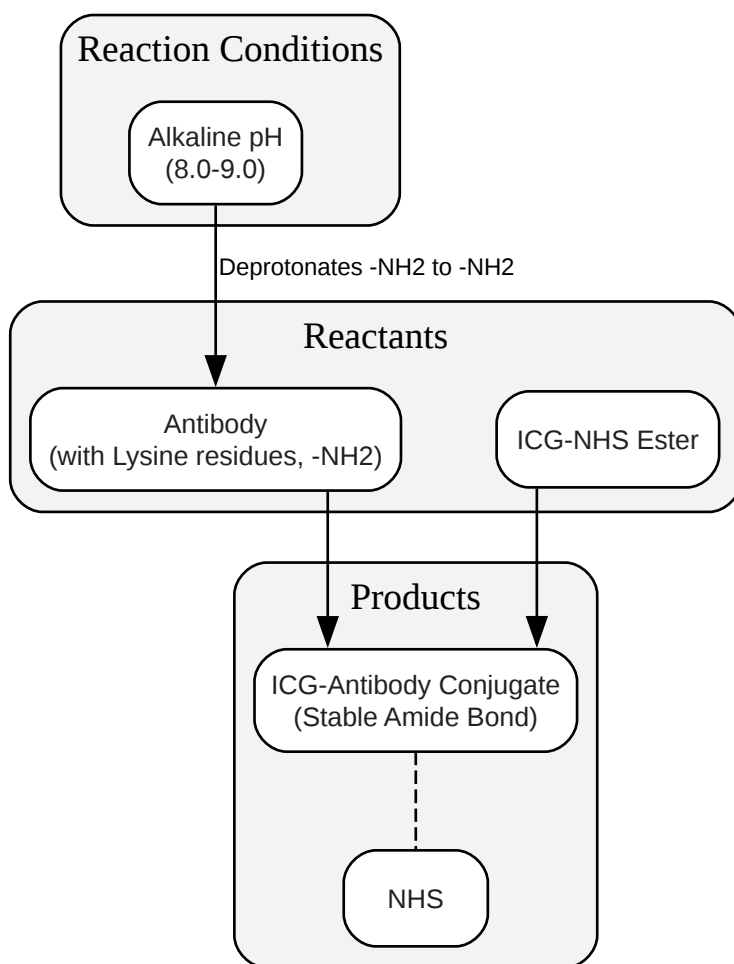 Reaction Conditions
Alkaline pH
(8.0-9.0)
Deprotonates -NH2 to -NH2
Reactants
Antibody
(with Lysine residues, -NH2)
ICG-NHS Ester
Products
ICG-Antibody Conjugate
(Stable Amide Bond)
NHS